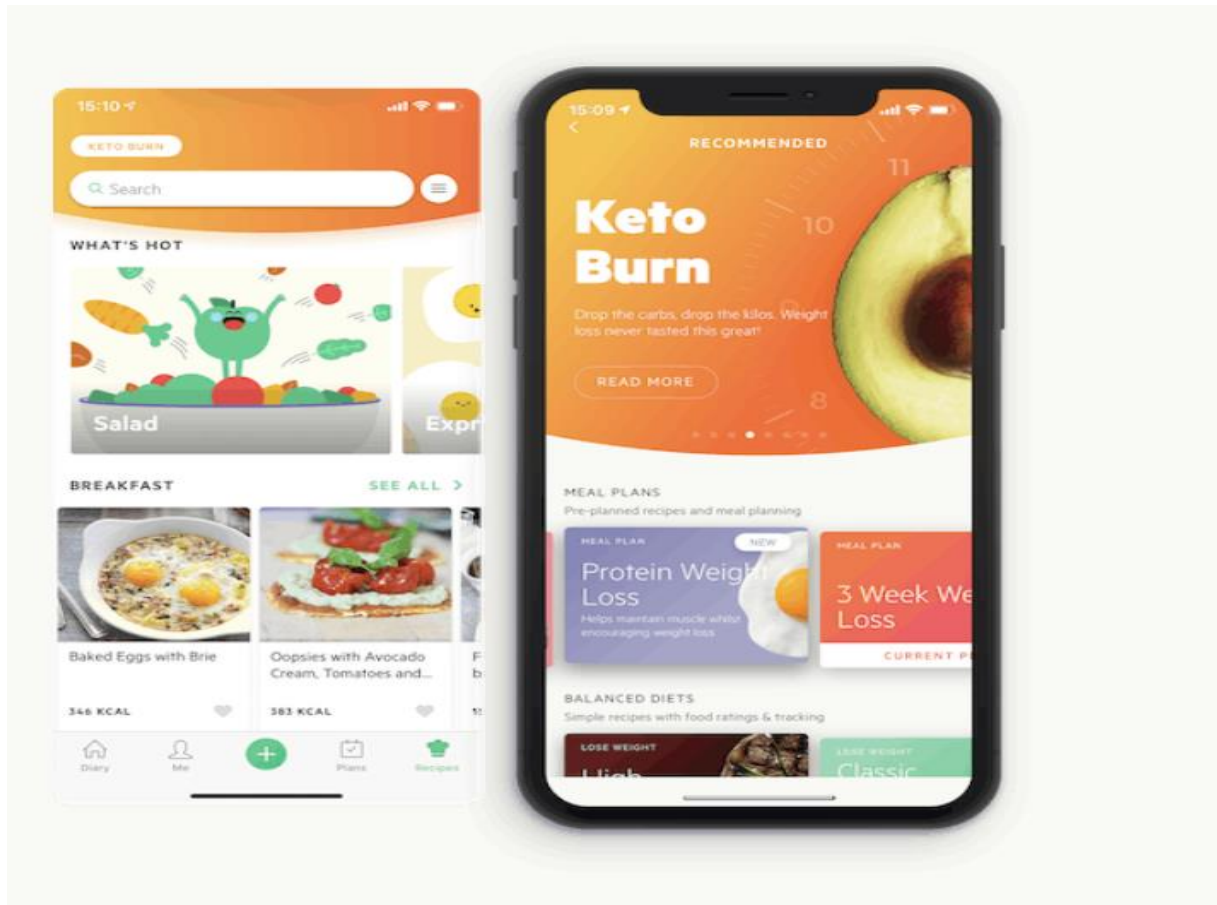 15:10
KETO BURN
Search
WHAT'S HOT
Salad
Expr
BREAKFAST
SEE ALL >
Baked Eggs with Brie
346 KCAL
Oopsies with Avocado
Cream, Tomatoes and...
383 KCAL
F
b
Diary
Me
Plans
Recipes
15:09
RECOMMENDED
11
10
9
8
Keto
Burn
Drop the carbs, drop the kilos. Weight
loss never tasted this great!
READ MORE
MEAL PLANS
Pre-planned recipes and meal planning
MEAL PLAN
NEW
Protein Weight
Loss
Helps maintain muscle whilst
encouraging weight loss
MEAL PLAN
3 Week We
Loss
CURRENT P
BALANCED DIETS
Simple recipes with food ratings & tracking
LOSE WEIGHT
High
LOSE WEIGHT
Classic